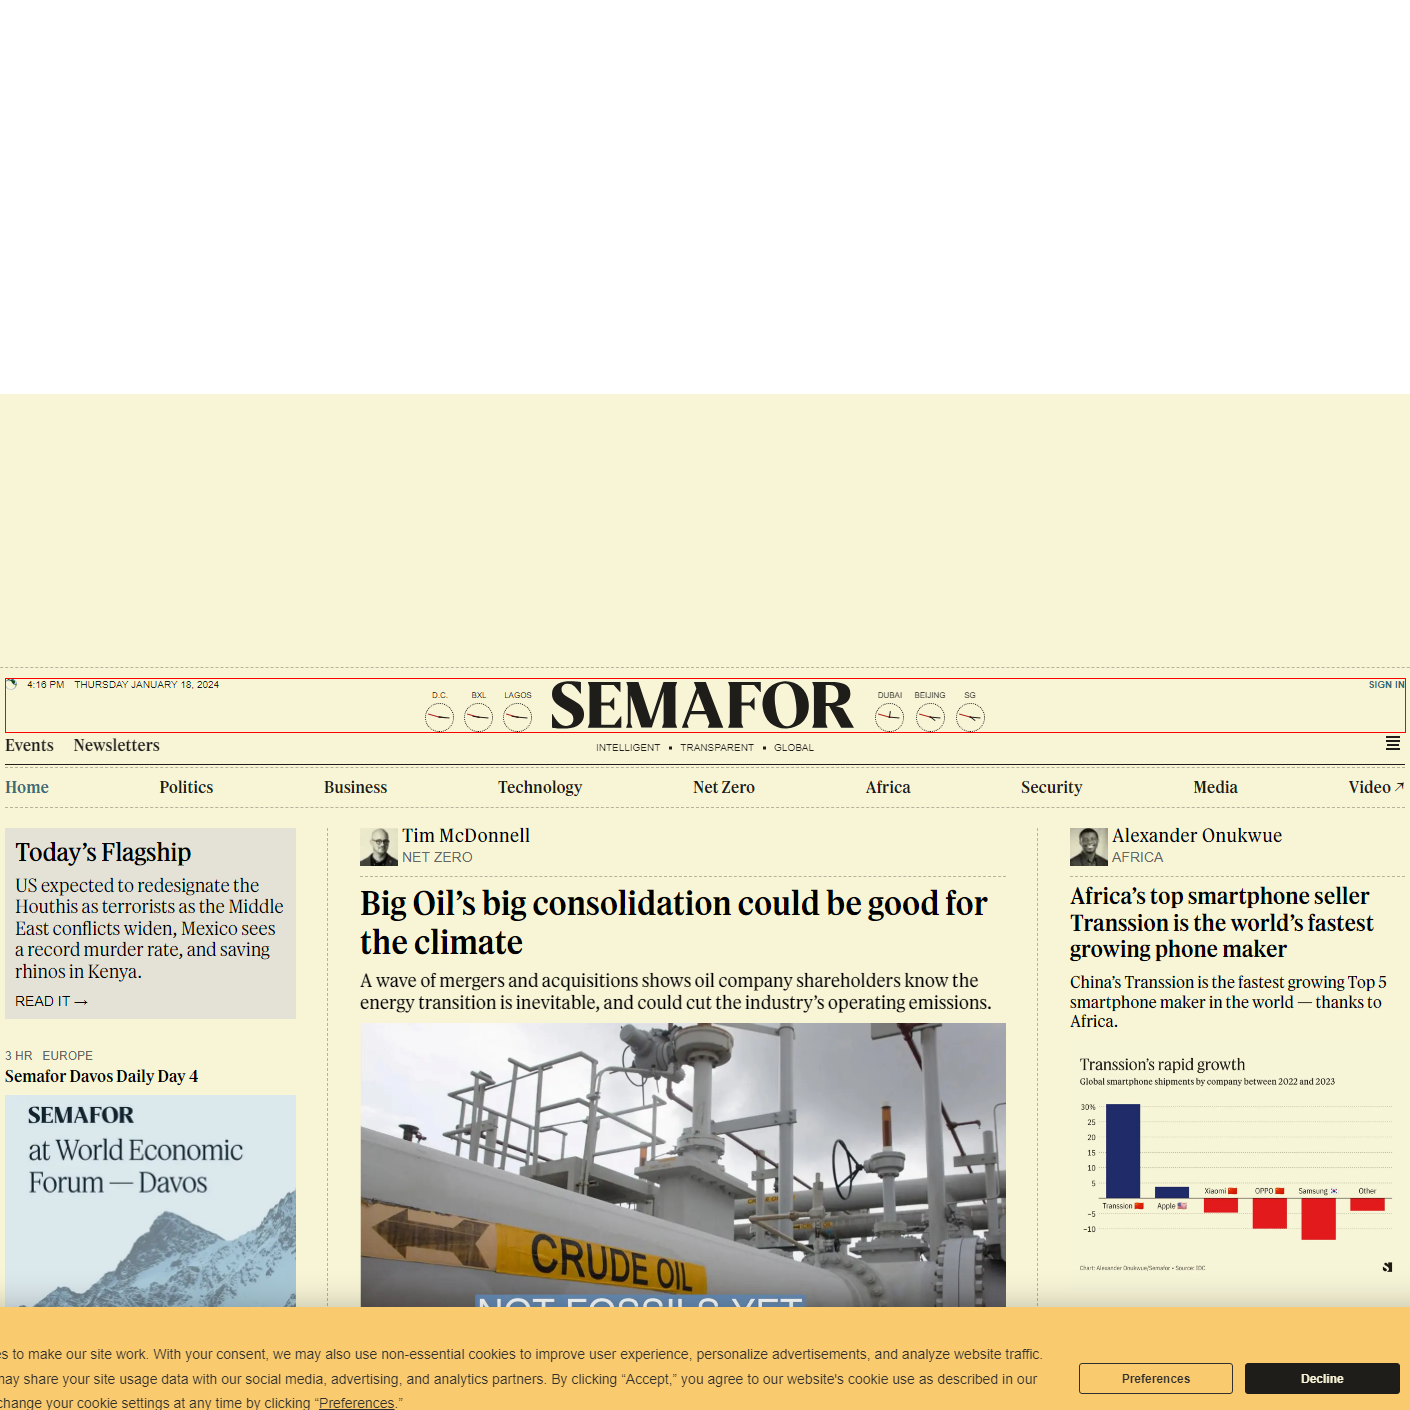 4:16 PM THURSDAY JANUARY 18, 2024
D.C. BXL LAGOS SEMAFOR DUBAI BEIJING SG
SIGN IN
Events Newsletters
INTELLIGENT ▪ TRANSPARENT ▪ GLOBAL
Home Politics Business Technology Net Zero Africa Security Media Video ↗
Today’s Flagship
US expected to redesignate the
Houthis as terrorists as the Middle
East conflicts widen, Mexico sees
a record murder rate, and saving
rhinos in Kenya.
READ IT →
3 HR EUROPE
Semafor Davos Daily Day 4
SEMAFOR
at World Economic
Forum — Davos
Tim McDonnell
NET ZERO
Big Oil’s big consolidation could be good for
the climate
A wave of mergers and acquisitions shows oil company shareholders know the
energy transition is inevitable, and could cut the industry’s operating emissions.
CRUDE OIL
NOT FOSSILS YET
Alexander Onukwue
AFRICA
Africa’s top smartphone seller
Transsion is the world’s fastest
growing phone maker
China’s Transsion is the fastest growing Top 5
smartphone maker in the world — thanks to
Africa.
Transsion’s rapid growth
Global smartphone shipments by company between 2022 and 2023
30%
25
20
15
10
5
Xiaomi OPPO Samsung Other
Transsion Apple
−5
−10
Chart: Alexander Onukwue/Semafor • Source: IDC
es to make our site work. With your consent, we may also use non-essential cookies to improve user experience, personalize advertisements, and analyze website traffic.
may share your site usage data with our social media, advertising, and analytics partners. By clicking “Accept,” you agree to our website's cookie use as described in our
change your cookie settings at any time by clicking “Preferences.”
Preferences
Decline